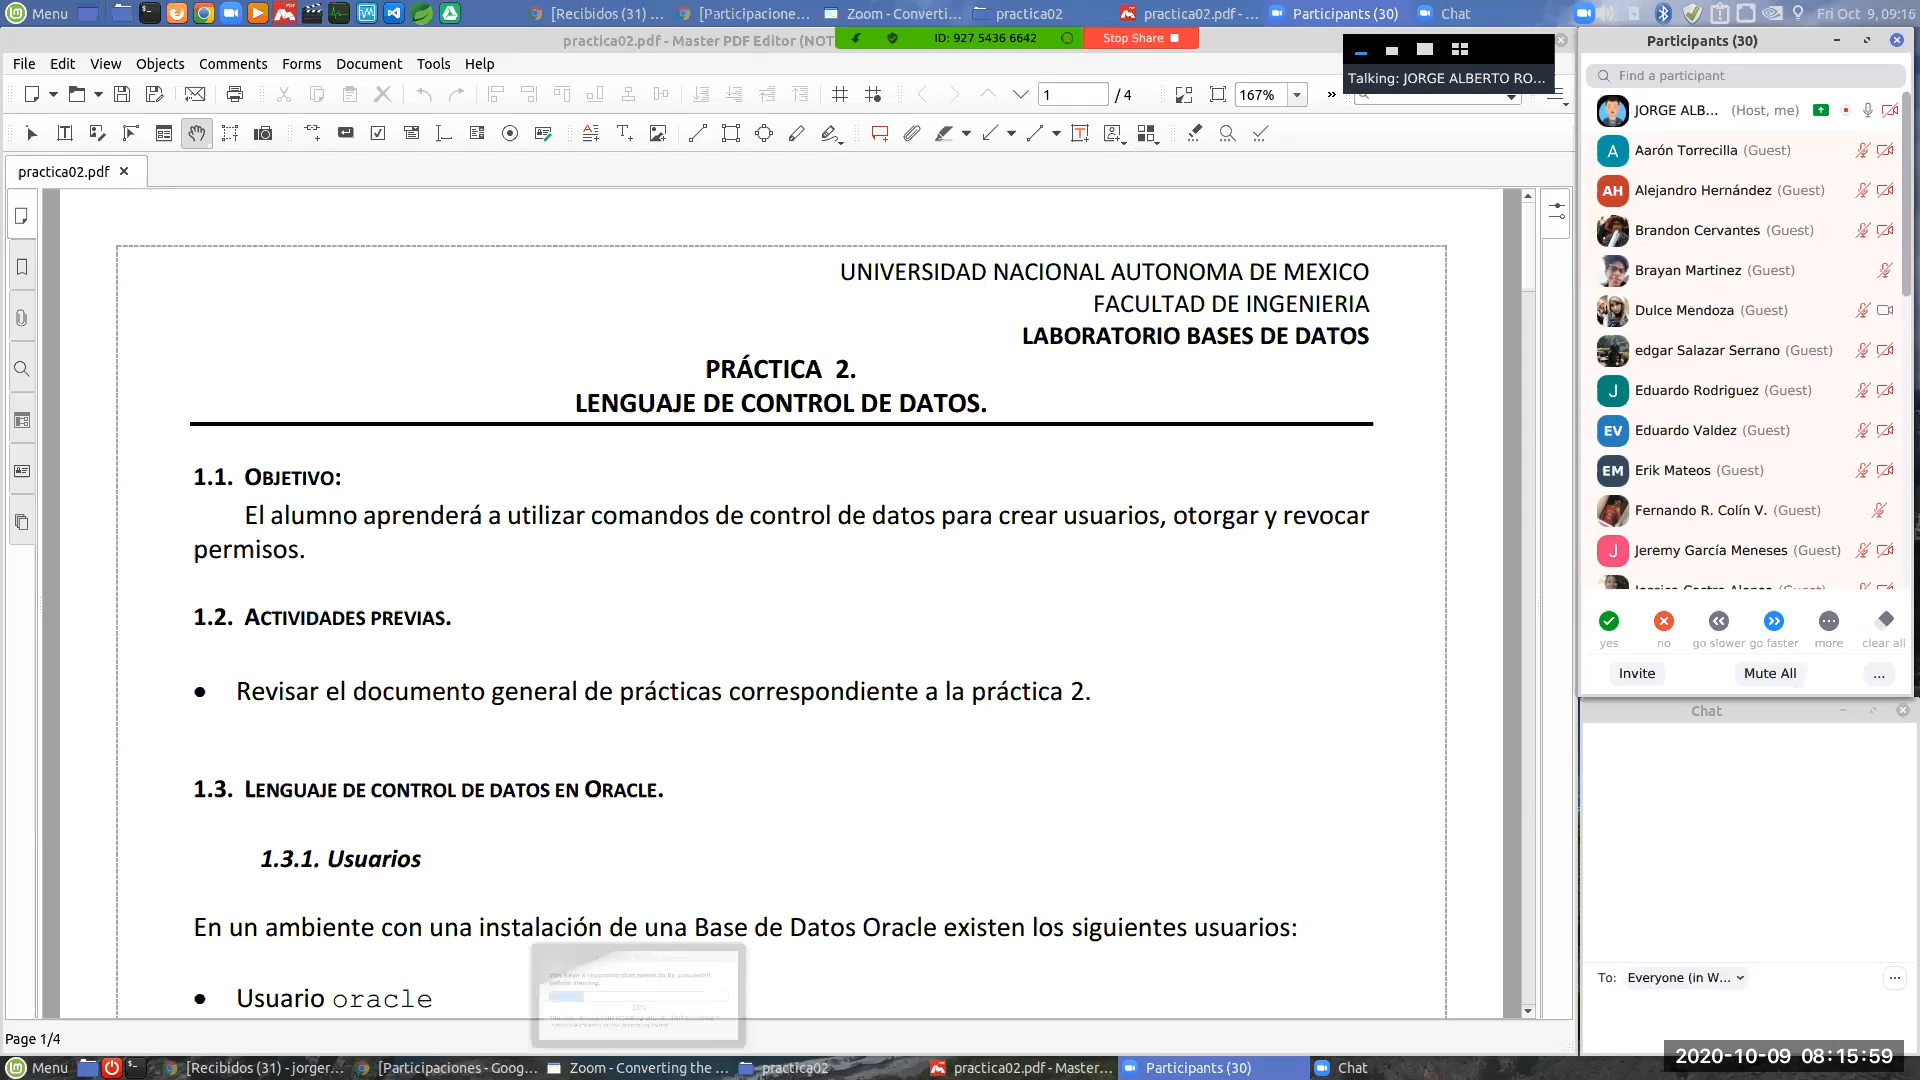 Menu
[Recibidos (31) ...
[Participacione...
Zoom - Converti...
practica02
practica02.pdf - ...
Participants (30)
Chat
Fri Oct 9, 09:16
practica02.pdf - Master PDF Editor (NOT
ID: 927 5436 6642
Stop Share
Talking: JORGE ALBERTO RO...
File Edit View Objects Comments Forms Document Tools Help
1 / 4
167%
practica02.pdf
UNIVERSIDAD NACIONAL AUTONOMA DE MEXICO
FACULTAD DE INGENIERIA
LABORATORIO BASES DE DATOS
PRÁCTICA 2.
LENGUAJE DE CONTROL DE DATOS.
1.1. OBJETIVO:
El alumno aprenderá a utilizar comandos de control de datos para crear usuarios, otorgar y revocar
permisos.
1.2. ACTIVIDADES PREVIAS.
• Revisar el documento general de prácticas correspondiente a la práctica 2.
1.3. LENGUAJE DE CONTROL DE DATOS EN ORACLE.
1.3.1. Usuarios
En un ambiente con una instalación de una Base de Datos Oracle existen los siguientes usuarios:
• Usuario oracle
Page 1/4
Participants (30)
Find a participant
JORGE ALB... (Host, me)
A Aarón Torrecilla (Guest)
AH Alejandro Hernández (Guest)
Brandon Cervantes (Guest)
Brayan Martinez (Guest)
Dulce Mendoza (Guest)
edgar Salazar Serrano (Guest)
J Eduardo Rodriguez (Guest)
EV Eduardo Valdez (Guest)
EM Erik Mateos (Guest)
Fernando R. Colín V. (Guest)
J Jeremy García Meneses (Guest)
yes no go slower go faster more clear all
Invite Mute All ...
Chat
To: Everyone (in W...
Menu
[Recibidos (31) - jorger...
[Participaciones - Goog...
Zoom - Converting the ...
practica02
practica02.pdf - Master...
Participants (30)
Chat
2020-10-09 08:15:59